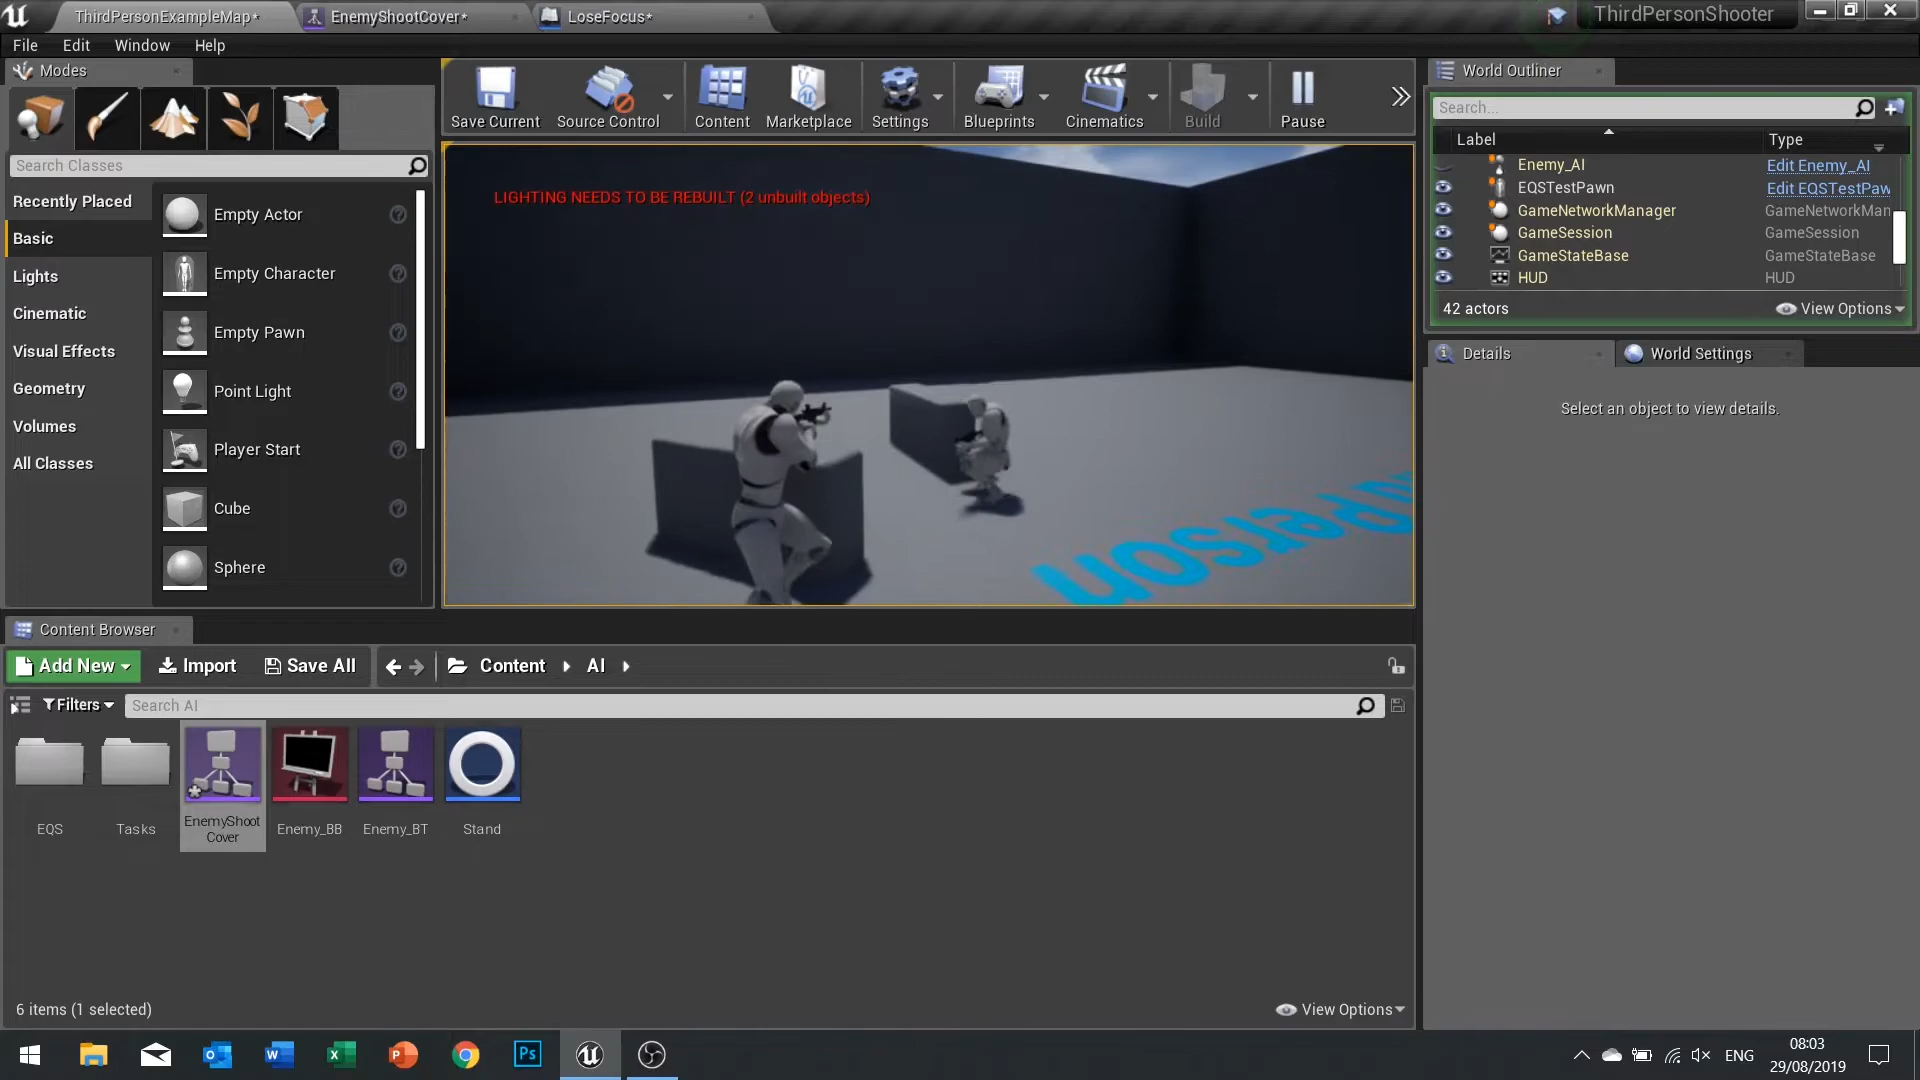 ThirdPersonExampleMap*
EnemyShootCover*
LoseFocus*
ThirdPersonShooter
File
Edit
Window
Help
Modes
Search Classes
Recently Placed
Basic
Lights
Cinematic
Visual Effects
Geometry
Volumes
All Classes
Empty Actor
Empty Character
Empty Pawn
Point Light
Player Start
Cube
Sphere
Save Current
Source Control
Content
Marketplace
Settings
Blueprints
Cinematics
Build
Pause
LIGHTING NEEDS TO BE REBUILT (2 unbuilt objects)
Person
World Outliner
Search...
Label
Type
Enemy_AI
Edit Enemy_AI
EQSTestPawn
Edit EQSTestPaw
GameNetworkManager
GameNetworkMan
GameSession
GameSession
GameStateBase
GameStateBase
HUD
HUD
42 actors
View Options
Details
World Settings
Select an object to view details.
Content Browser
Add New
Import
Save All
Content
AI
Filters
Search AI
EQS
Tasks
EnemyShoot
Cover
Enemy_BB
Enemy_BT
Stand
6 items (1 selected)
View Options
Ps
ENG
08:03
29/08/2019